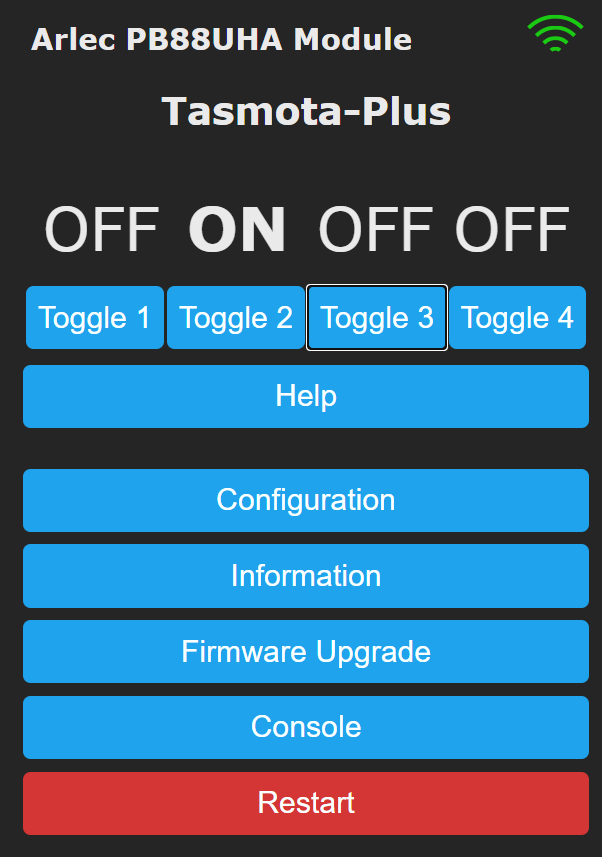 Arlec PB88UHA Module
Tasmota-Plus
OFF ON OFF OFF
Toggle 1 Toggle 2 Toggle 3 Toggle 4
Help
Configuration
Information
Firmware Upgrade
Console
Restart